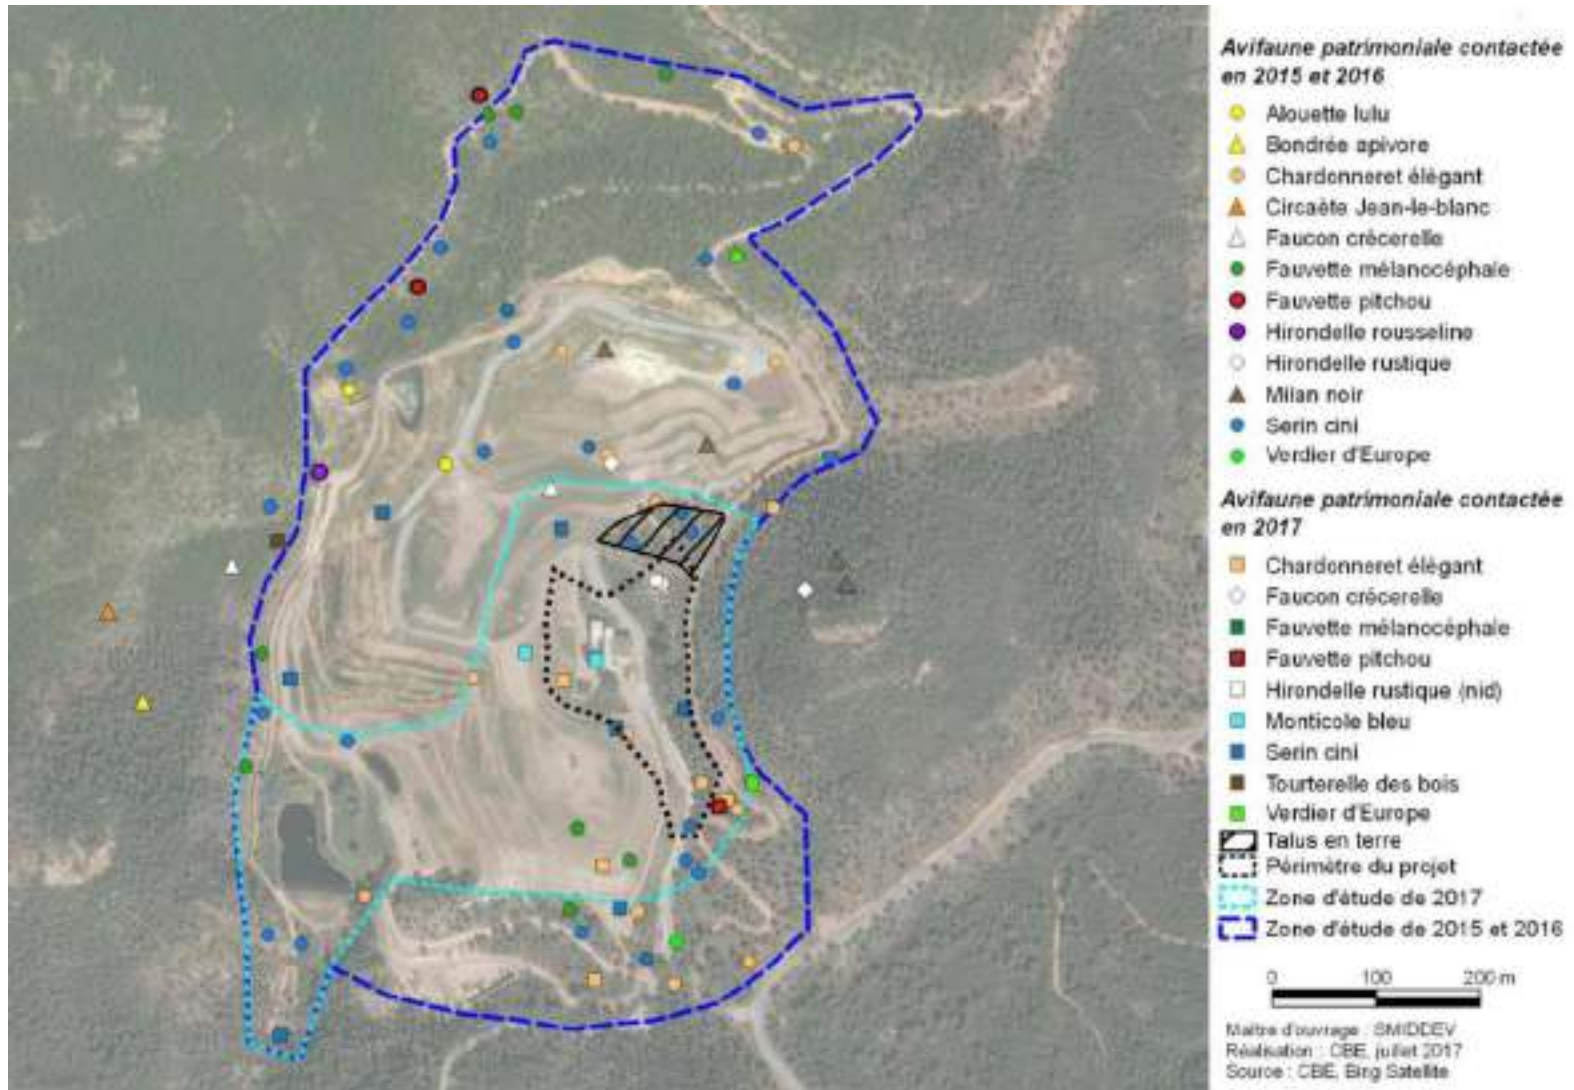 Avifaune patrimoniale contactée
en 2015 et 2016
Alouette lulu
Bondrée apivore
Chardonneret élégant
Circaète Jean-le-blanc
Faucon crécerelle
Fauvette mélanocéphale
Fauvette pitchou
Hirondelle rousseline
Hirondelle rustique
Milan noir
Serin cini
Verdier d'Europe
Avifaune patrimoniale contactée
en 2017
Chardonneret élégant
Faucon crécerelle
Fauvette mélanocéphale
Fauvette pitchou
Hirondelle rustique (nid)
Monticole bleu
Serin cini
Tourterelle des bois
Verdier d'Europe
Talus en terre
Périmètre du projet
Zone d'étude de 2017
Zone d'étude de 2015 et 2016
0 100 200 m
Maître d'ouvrage : SMIDDEV
Réalisation : CBE, juillet 2017
Source : CBE, Bing Satellite